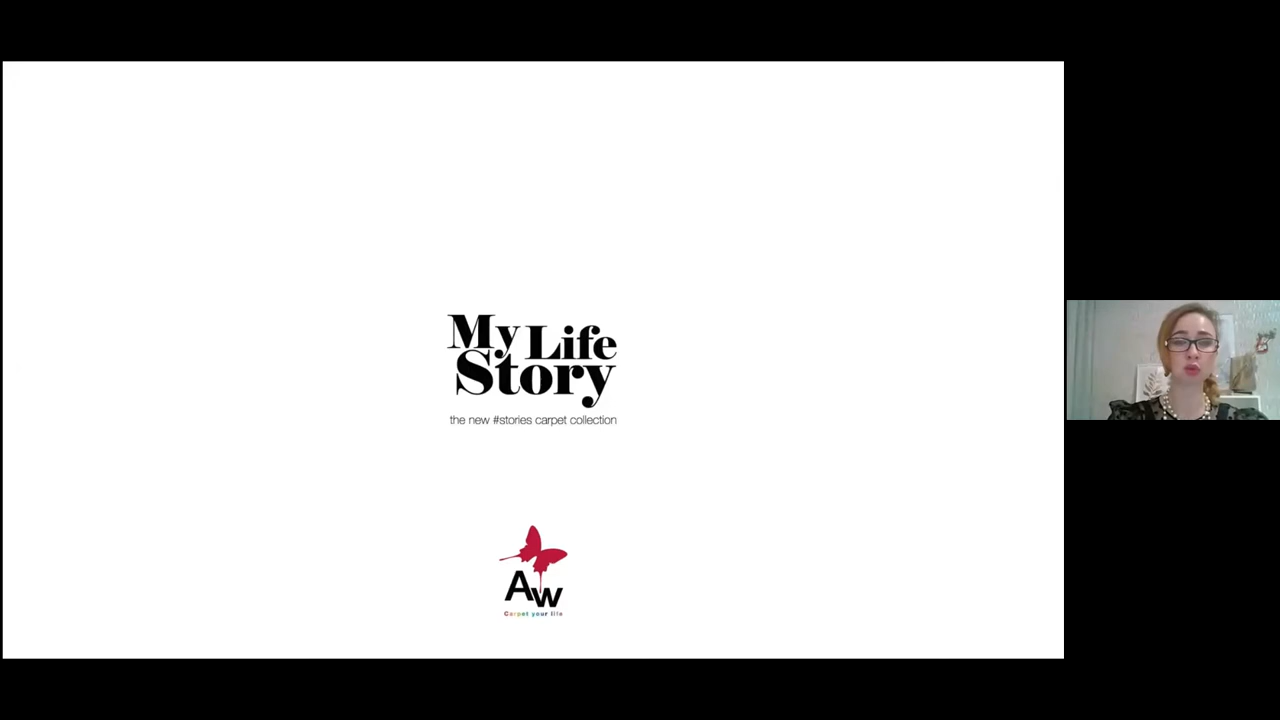 My Life
Story
the new #stories carpet collection
AW
Carpet your life